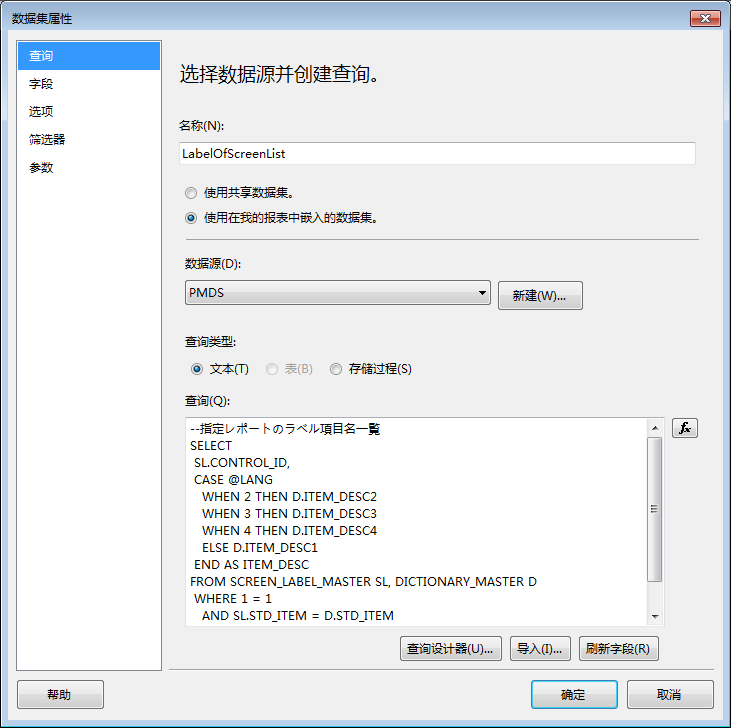 数据集属性
查询
字段
选项
筛选器
参数
选择数据源并创建查询。
名称(N):
LabelOfScreenList
使用共享数据集。
使用在我的报表中嵌入的数据集。
数据源(D):
PMDS
新建(W)...
查询类型:
文本(T) 表(B) 存储过程(S)
查询(Q):
--指定レポートのラベル項目名一覧
SELECT
SL.CONTROL_ID,
CASE @LANG
WHEN 2 THEN D.ITEM_DESC2
WHEN 3 THEN D.ITEM_DESC3
WHEN 4 THEN D.ITEM_DESC4
ELSE D.ITEM_DESC1
END AS ITEM_DESC
FROM SCREEN_LABEL_MASTER SL, DICTIONARY_MASTER D
WHERE 1 = 1
AND SL.STD_ITEM = D.STD_ITEM
fx
查询设计器(U)... 导入(I)... 刷新字段(R)
帮助 确定 取消